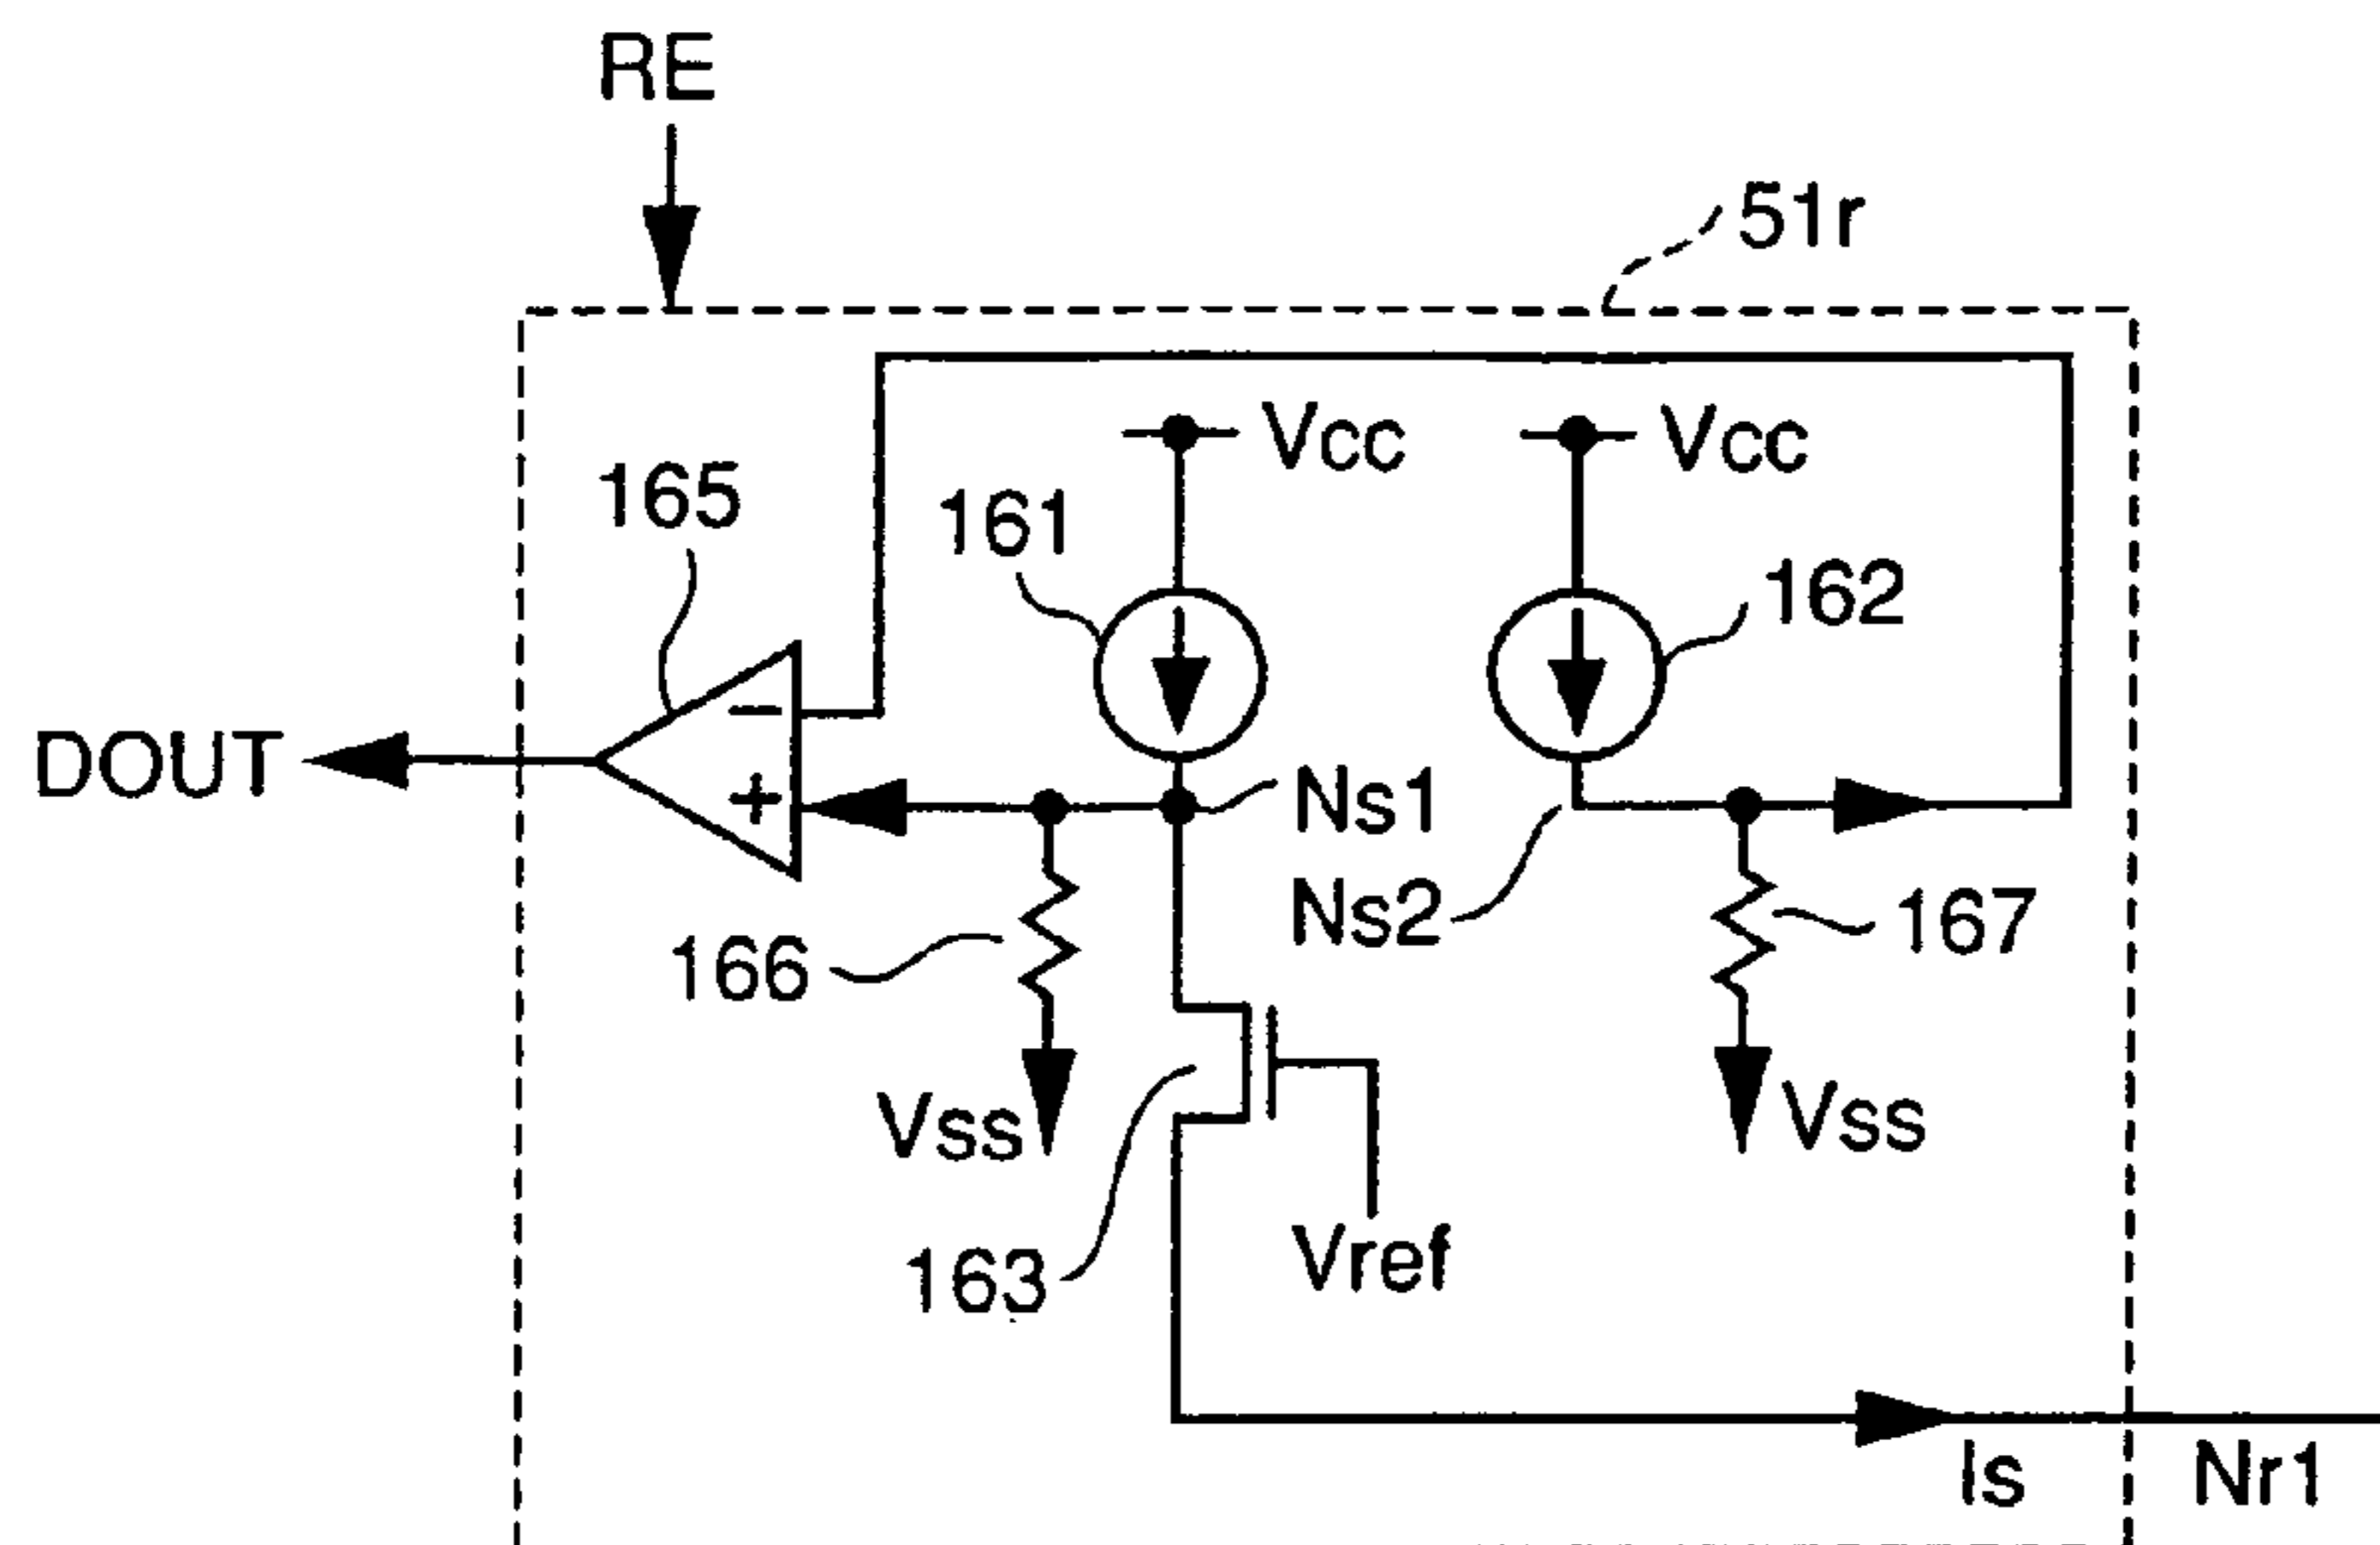 RE
51r
Vcc
Vcc
165
161
162
DOUT
−
+
Ns1
Ns2
166
167
Vss
Vss
163
Vref
Is
Nr1